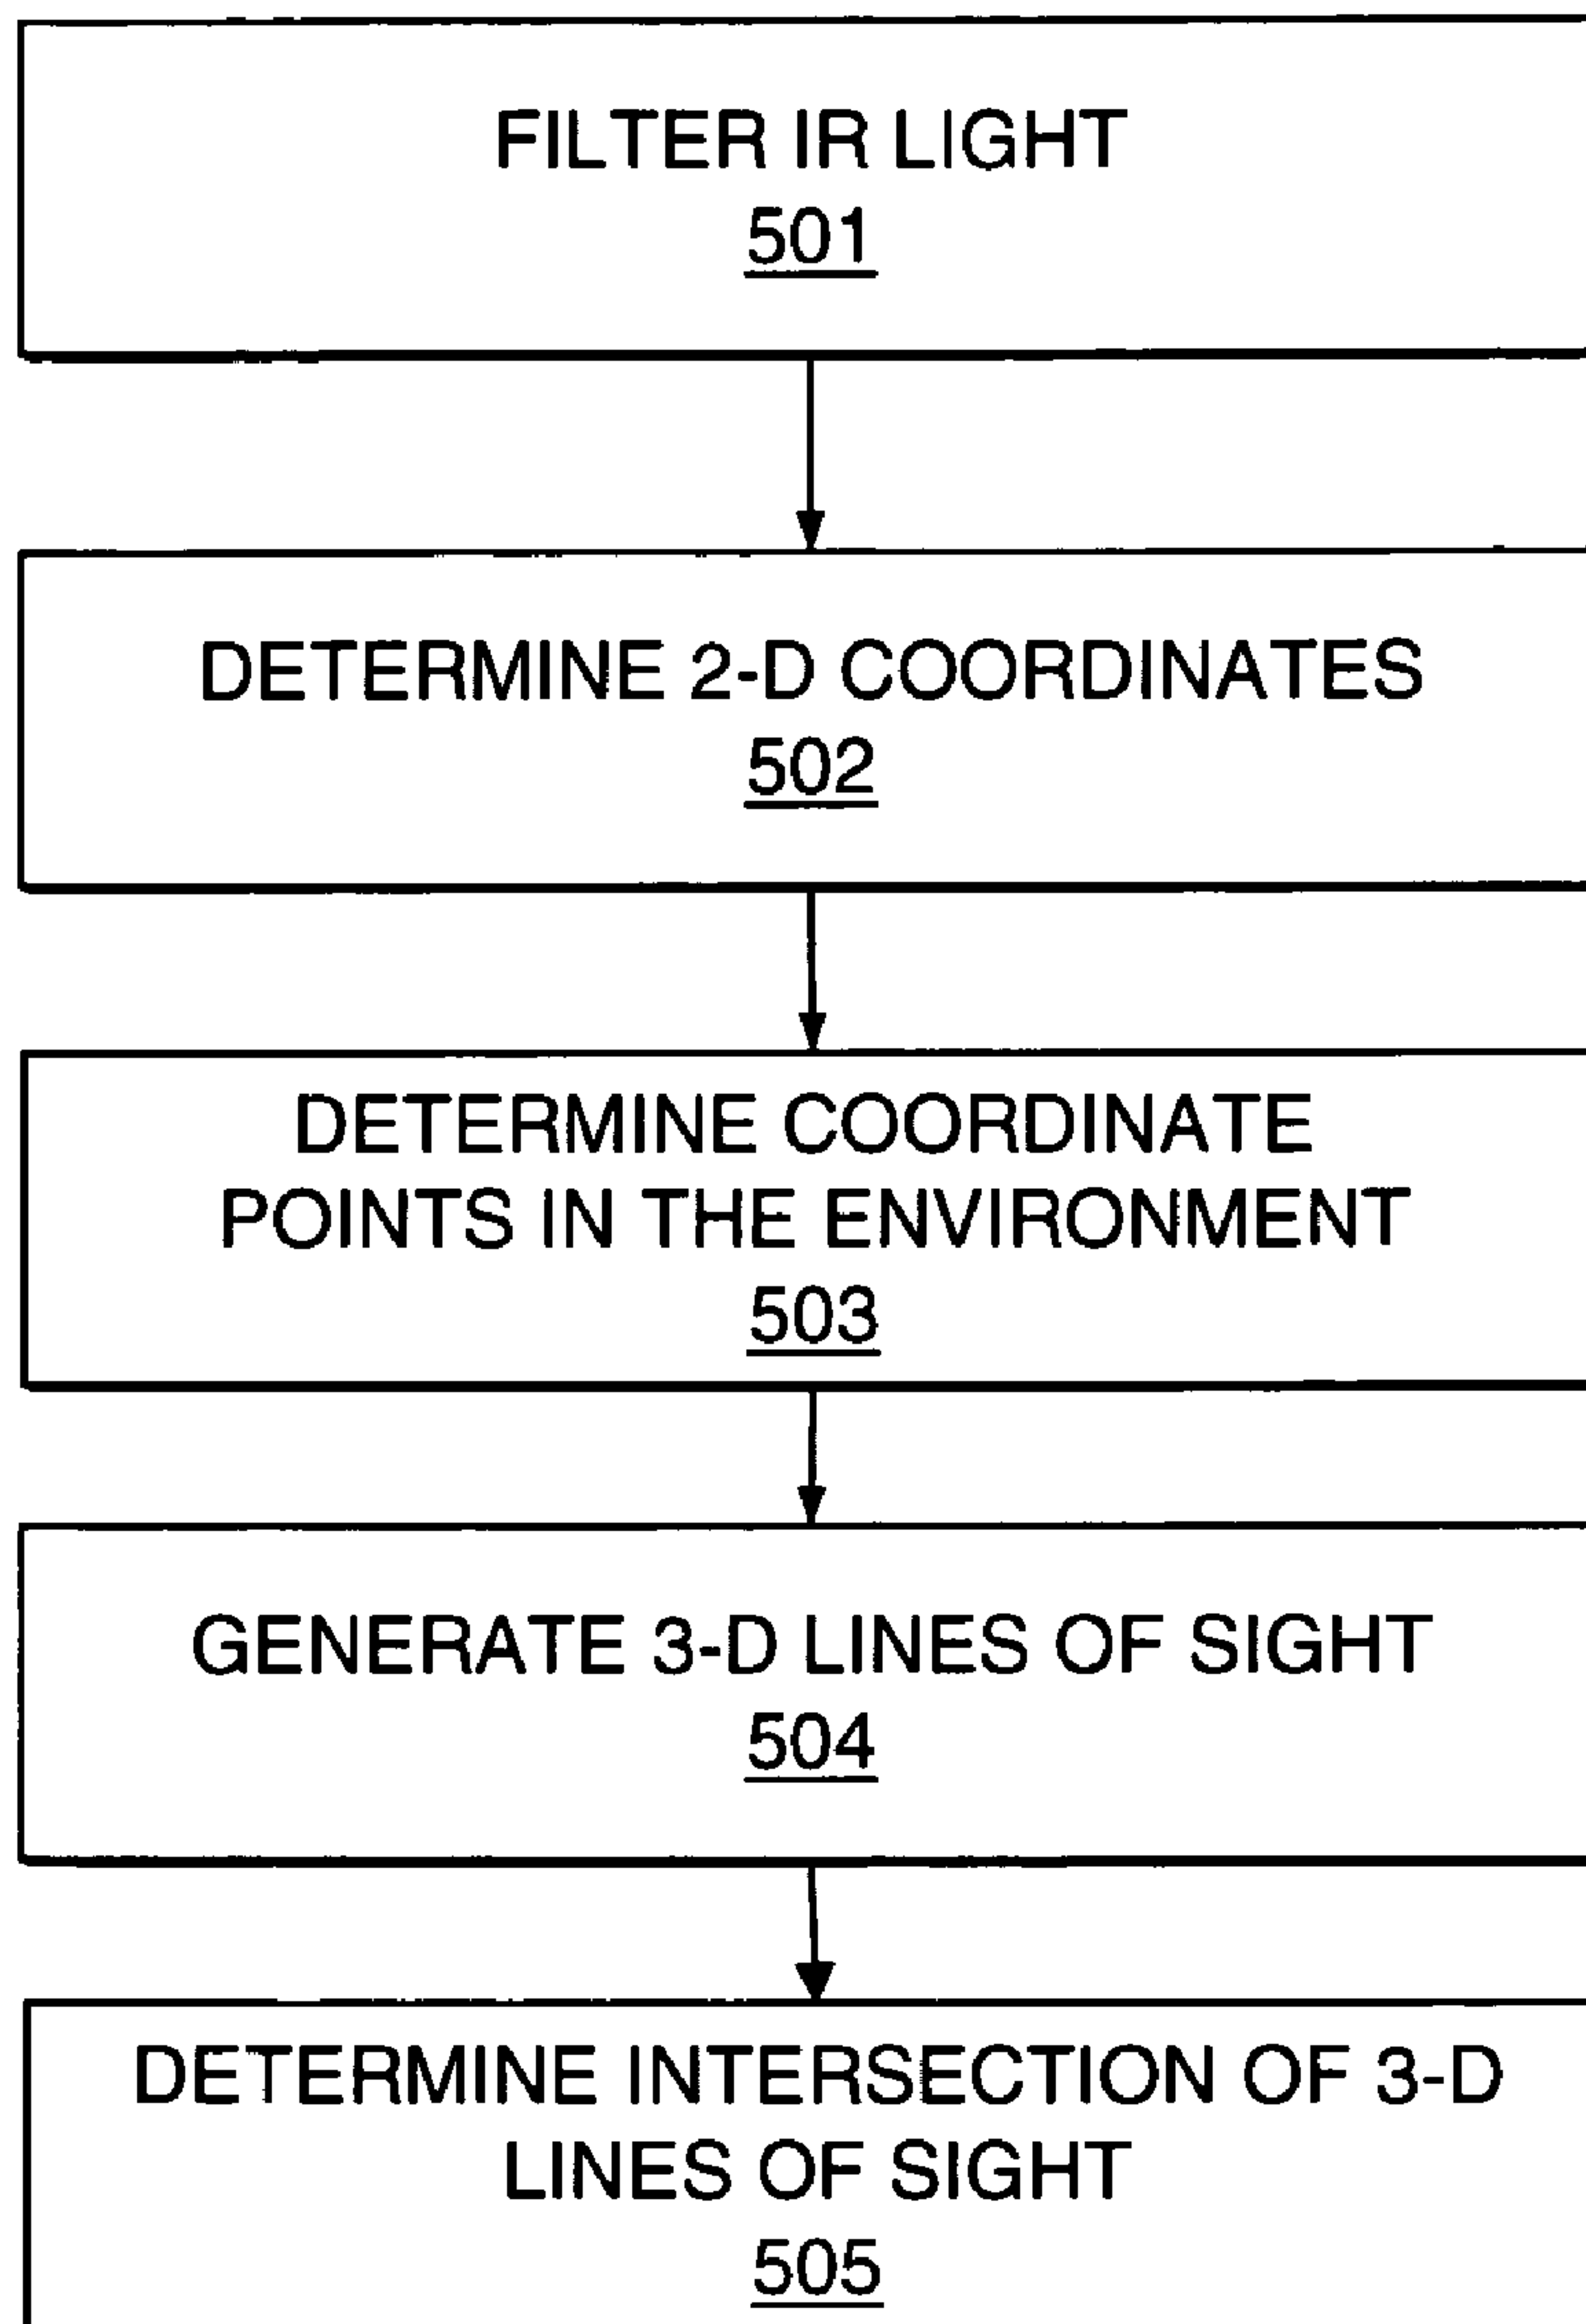 FILTER IR LIGHT
501
DETERMINE 2-D COORDINATES
502
DETERMINE COORDINATE
POINTS IN THE ENVIRONMENT
503
GENERATE 3-D LINES OF SIGHT
504
DETERMINE INTERSECTION OF 3-D
LINES OF SIGHT
505